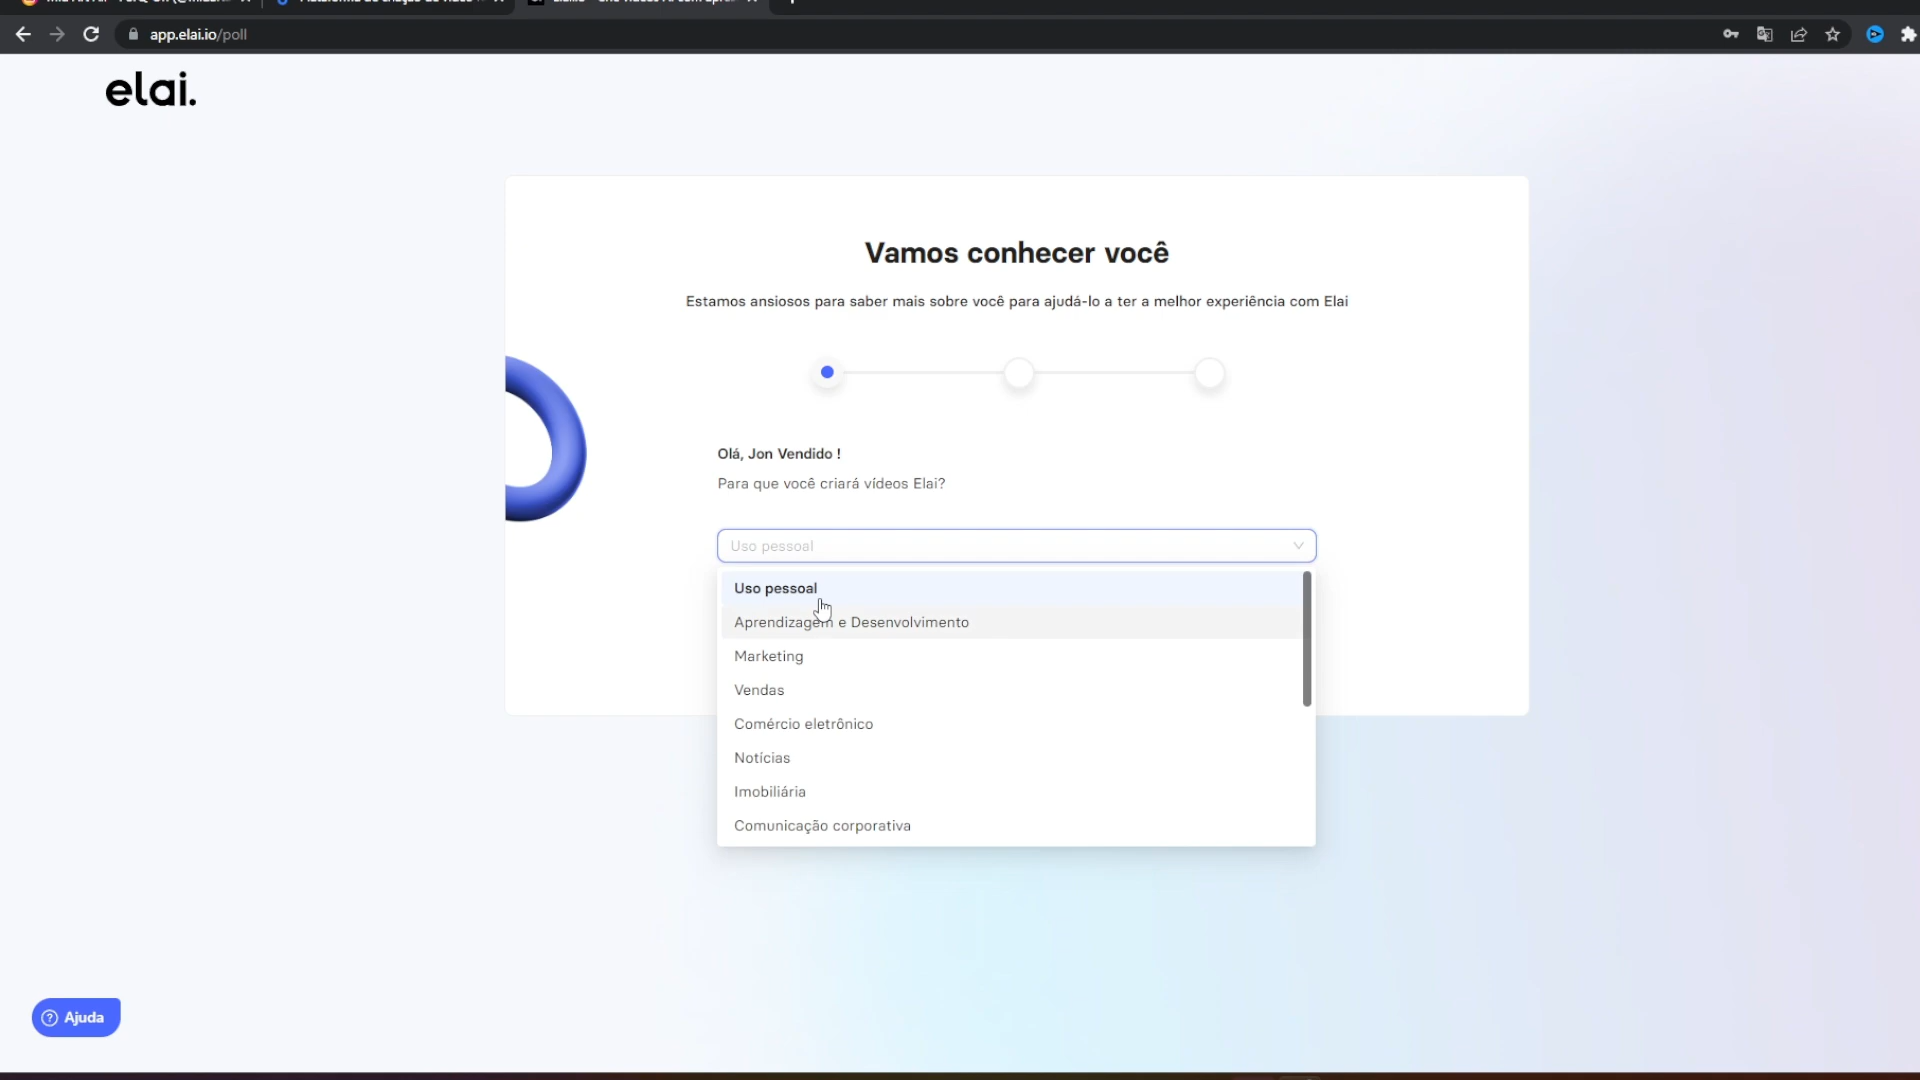 app.elai.io/poll
elai.
Vamos conhecer você
Estamos ansiosos para saber mais sobre você para ajudá-lo a ter a melhor experiência com Elai
Olá, Jon Vendido !
Para que você criará vídeos Elai?
Uso pessoal
Uso pessoal
Aprendizagem e Desenvolvimento
Marketing
Vendas
Comércio eletrônico
Notícias
Imobiliária
Comunicação corporativa
Ajuda